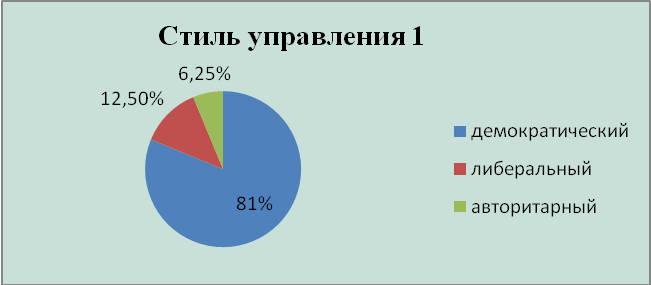 Стиль управления 1
6,25%
12,50%
81%
демократический
либеральный
авторитарный